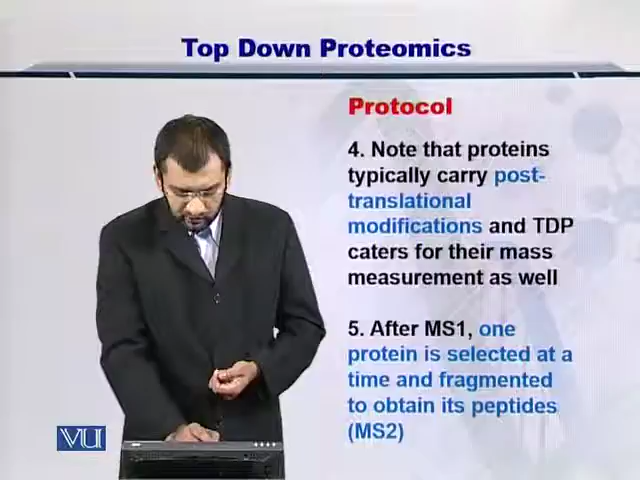 Top Down Proteomics
Protocol
4. Note that proteins
typically carry post-
translational
modifications and TDP
caters for their mass
measurement as well
5. After MS1, one
protein is selected at a
time and fragmented
to obtain its peptides
(MS2)
VU